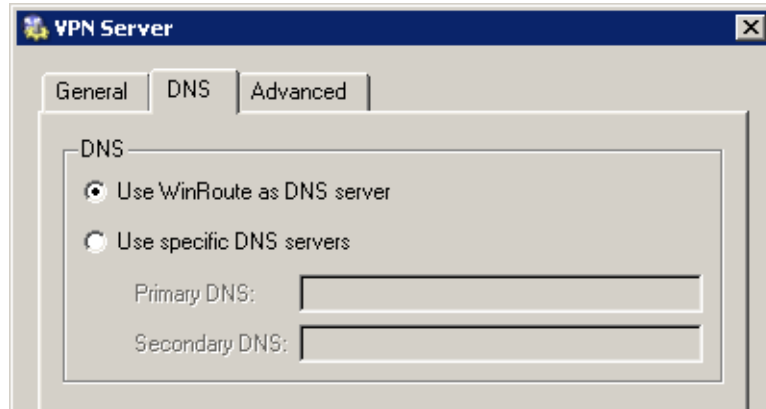 VPN Server
General DNS Advanced
DNS
Use WinRoute as DNS server
Use specific DNS servers
Primary DNS:
Secondary DNS: